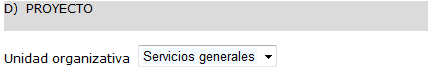 D) PROYECTO
Unidad organizativa Servicios generales